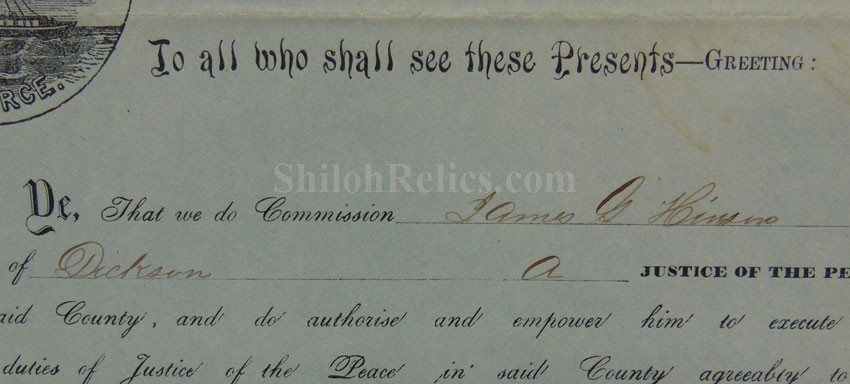 RCE.
To all who shall see these Presents—GREETING:
ShilohRelics.com
Ye, That we do Commission James G Hinson
of Dickson A JUSTICE OF THE PE
aid County, and do authorise and empower him to execute
duties of Justice of the Peace in said County agreeably to